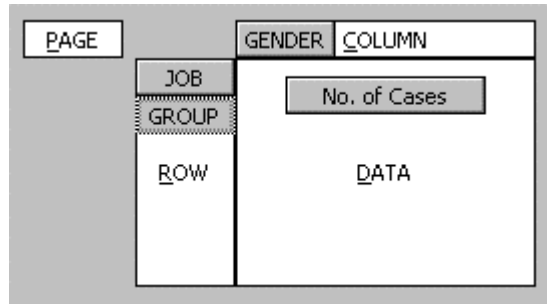 PAGE
GENDER COLUMN
JOB
No. of Cases
GROUP
ROW
DATA